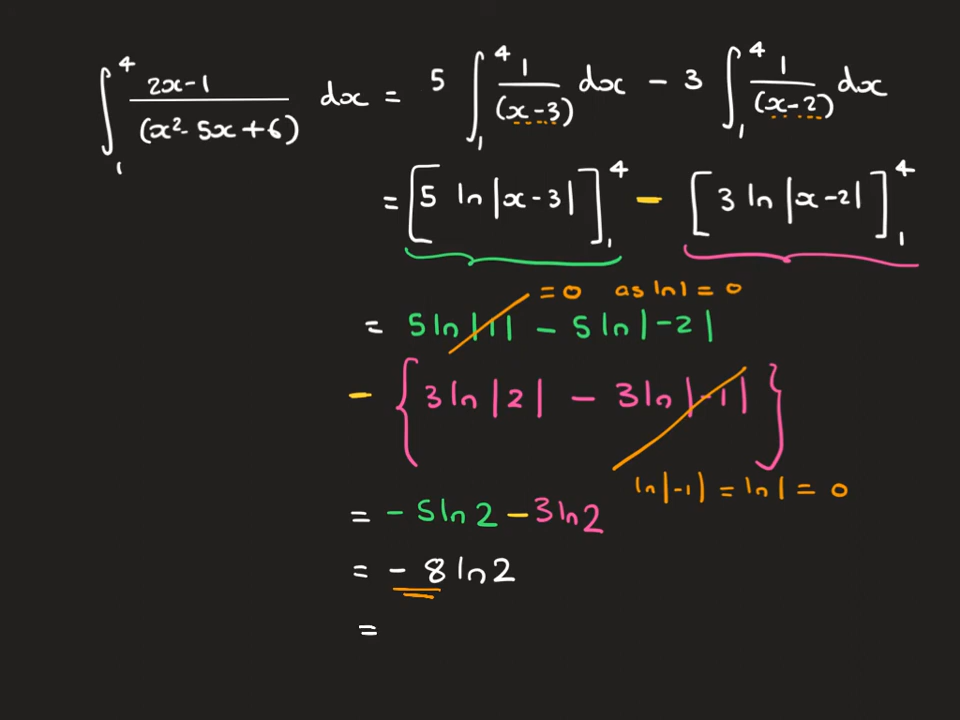 ∫₁⁴ (2x-1)/(x²-5x+6) dx = 5 ∫₁⁴ 1/(x-3) dx - 3 ∫₁⁴ 1/(x-2) dx
= [5 ln|x-3|]₁⁴ - [3 ln|x-2|]₁⁴
= 0 as ln1 = 0
= 5ln|1| - 5ln|-2|
- {3ln|2| - 3ln|-1|}
ln|-1| = ln1 = 0
= -5ln2 - 3ln2
= -8ln2
=